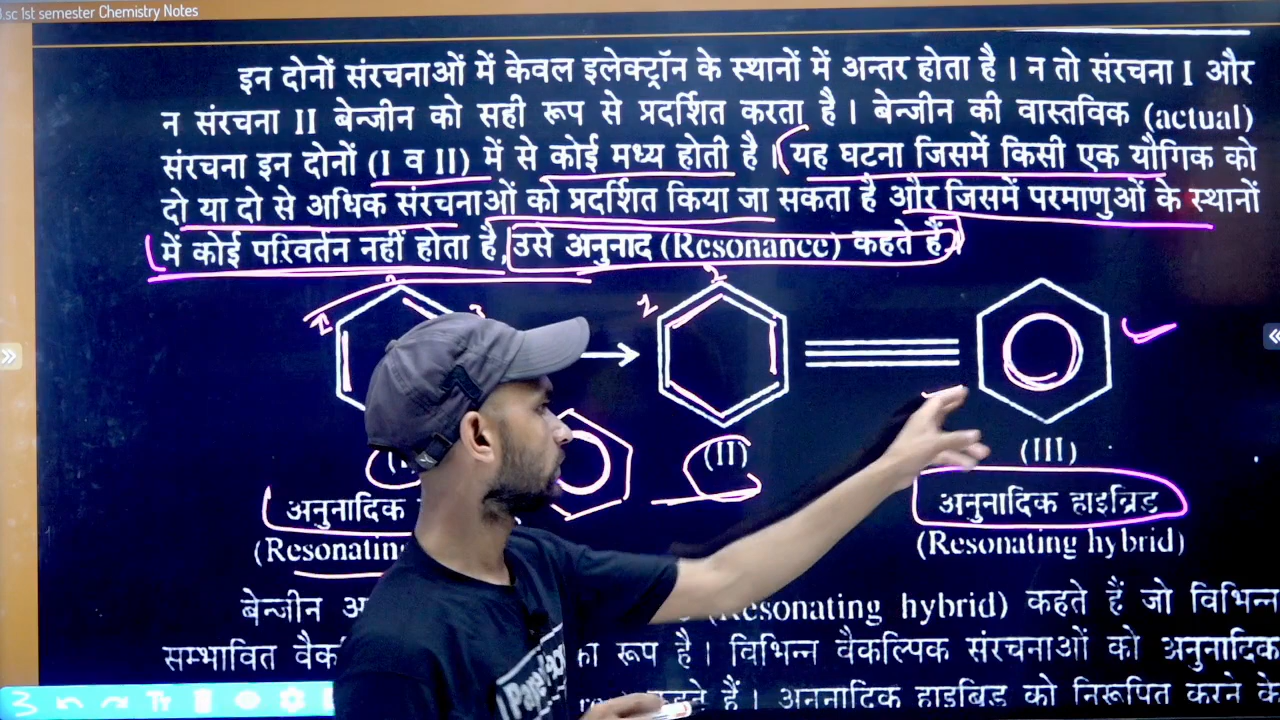 B.sc 1st semester Chemistry Notes
इन दोनों संरचनाओं में केवल इलेक्ट्रॉन के स्थानों में अन्तर होता है । न तो संरचना I और
न संरचना II बेन्जीन को सही रूप से प्रदर्शित करता है । बेन्जीन की वास्तविक (actual)
संरचना इन दोनों (I व II) में से कोई मध्य होती है । यह घटना जिसमें किसी एक यौगिक को
दो या दो से अधिक संरचनाओं को प्रदर्शित किया जा सकता है और जिसमें परमाणुओं के स्थानों
में कोई परिवर्तन नहीं होता है, उसे अनुनाद (Resonance) कहते हैं ।
(II)
(III)
अनुनादिक
अनुनादिक हाइब्रिड
(Resonating
(Resonating hybrid)
बेन्जीन (Resonating hybrid) कहते हैं जो विभिन्न
सम्भावित का रूप है । विभिन्न वैकल्पिक संरचनाओं को अनुनादिक
कहते हैं । अनुनादिक हाइब्रिड को निरूपित करने के
3